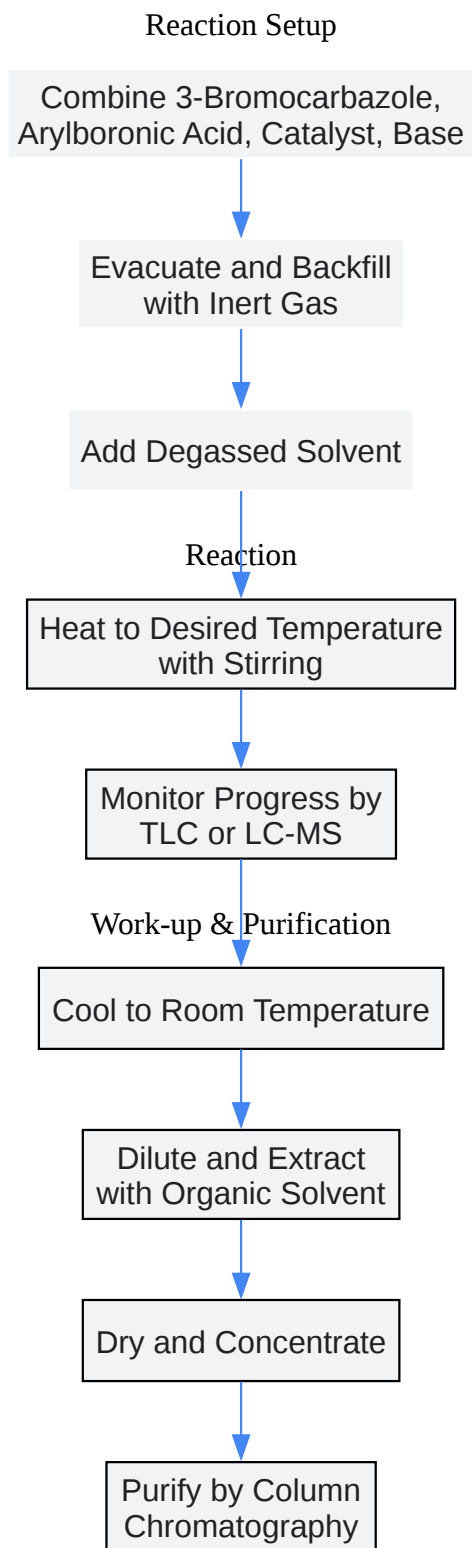 Reaction Setup
Combine 3-Bromocarbazole,
Arylboronic Acid, Catalyst, Base
Evacuate and Backfill
with Inert Gas
Add Degassed Solvent
Reaction
Heat to Desired Temperature
with Stirring
Monitor Progress by
TLC or LC-MS
Work-up & Purification
Cool to Room Temperature
Dilute and Extract
with Organic Solvent
Dry and Concentrate
Purify by Column
Chromatography